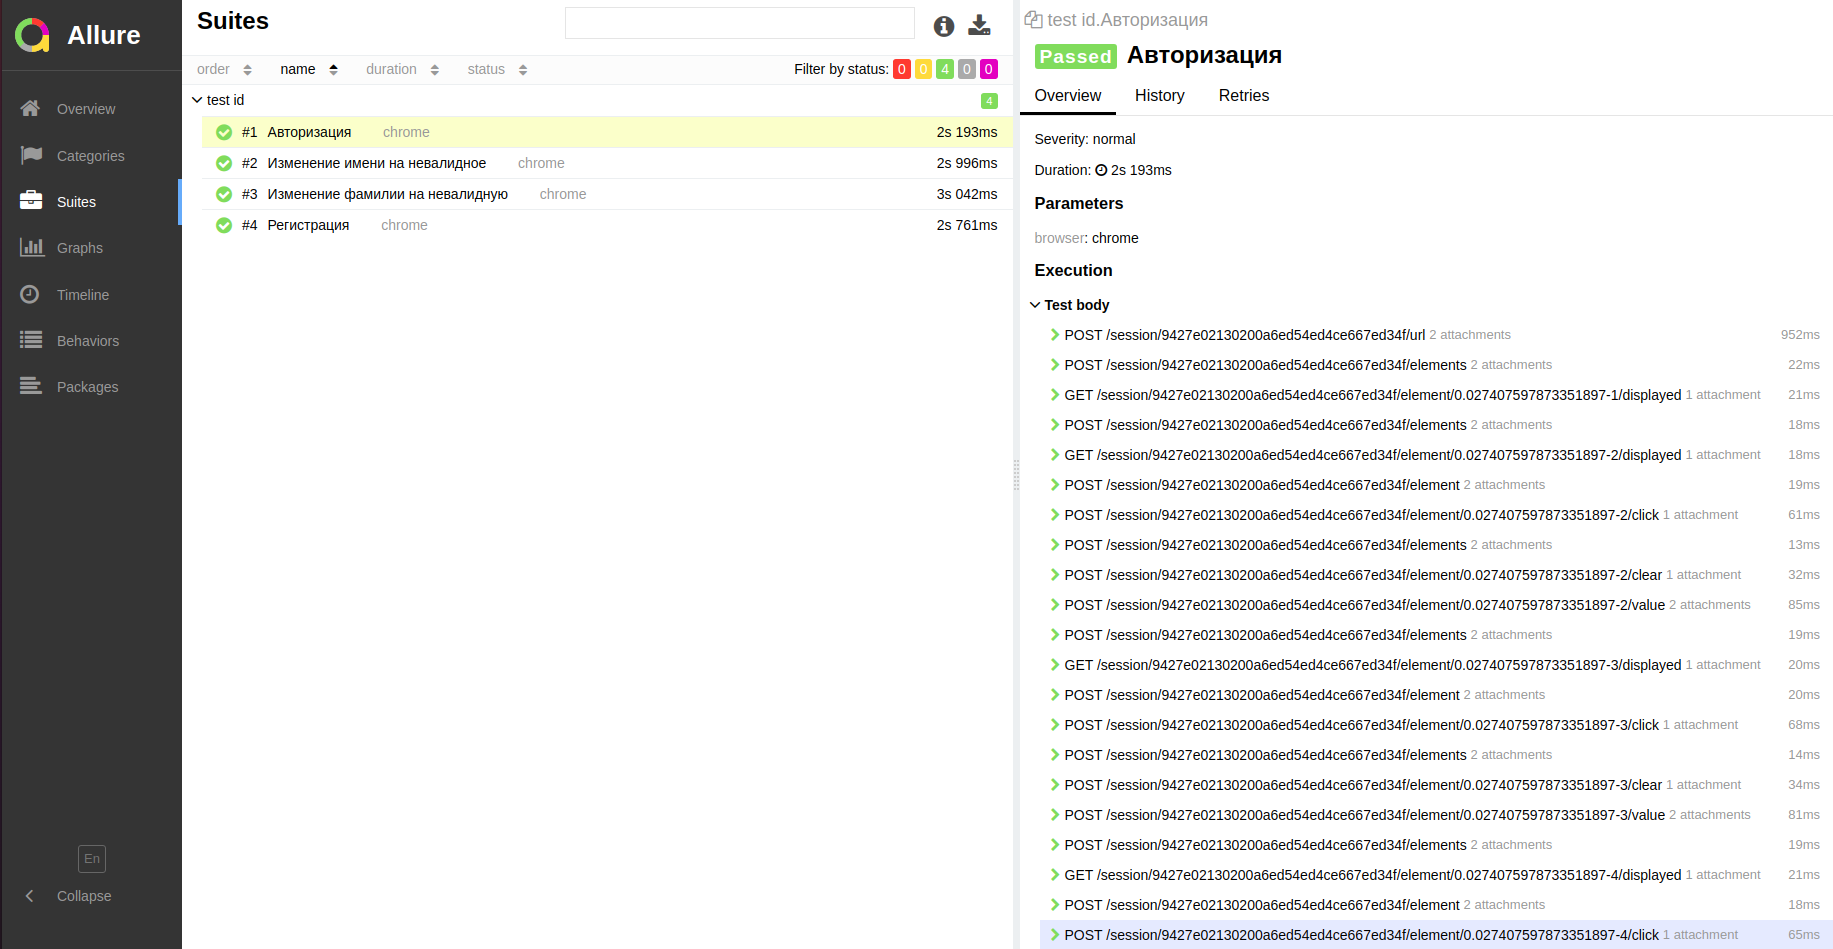 Allure
Overview
Categories
Suites
Graphs
Timeline
Behaviors
Packages
En
Collapse
Suites
order name duration status Filter by status: 0 0 4 0 0
test id 4
#1 Авторизация chrome 2s 193ms
#2 Изменение имени на невалидное chrome 2s 996ms
#3 Изменение фамилии на невалидную chrome 3s 042ms
#4 Регистрация chrome 2s 761ms
test id.Авторизация
Passed Авторизация
Overview History Retries
Severity: normal
Duration: 2s 193ms
Parameters
browser: chrome
Execution
Test body
POST /session/9427e02130200a6ed54ed4ce667ed34f/url 2 attachments 952ms
POST /session/9427e02130200a6ed54ed4ce667ed34f/elements 2 attachments 22ms
GET /session/9427e02130200a6ed54ed4ce667ed34f/element/0.027407597873351897-1/displayed 1 attachment 21ms
POST /session/9427e02130200a6ed54ed4ce667ed34f/elements 2 attachments 18ms
GET /session/9427e02130200a6ed54ed4ce667ed34f/element/0.027407597873351897-2/displayed 1 attachment 18ms
POST /session/9427e02130200a6ed54ed4ce667ed34f/element 2 attachments 19ms
POST /session/9427e02130200a6ed54ed4ce667ed34f/element/0.027407597873351897-2/click 1 attachment 61ms
POST /session/9427e02130200a6ed54ed4ce667ed34f/elements 2 attachments 13ms
POST /session/9427e02130200a6ed54ed4ce667ed34f/element/0.027407597873351897-2/clear 1 attachment 32ms
POST /session/9427e02130200a6ed54ed4ce667ed34f/element/0.027407597873351897-2/value 2 attachments 85ms
POST /session/9427e02130200a6ed54ed4ce667ed34f/elements 2 attachments 19ms
GET /session/9427e02130200a6ed54ed4ce667ed34f/element/0.027407597873351897-3/displayed 1 attachment 20ms
POST /session/9427e02130200a6ed54ed4ce667ed34f/element 2 attachments 20ms
POST /session/9427e02130200a6ed54ed4ce667ed34f/element/0.027407597873351897-3/click 1 attachment 68ms
POST /session/9427e02130200a6ed54ed4ce667ed34f/elements 2 attachments 14ms
POST /session/9427e02130200a6ed54ed4ce667ed34f/element/0.027407597873351897-3/clear 1 attachment 34ms
POST /session/9427e02130200a6ed54ed4ce667ed34f/element/0.027407597873351897-3/value 2 attachments 81ms
POST /session/9427e02130200a6ed54ed4ce667ed34f/elements 2 attachments 19ms
GET /session/9427e02130200a6ed54ed4ce667ed34f/element/0.027407597873351897-4/displayed 1 attachment 21ms
POST /session/9427e02130200a6ed54ed4ce667ed34f/element 2 attachments 18ms
POST /session/9427e02130200a6ed54ed4ce667ed34f/element/0.027407597873351897-4/click 1 attachment 65ms